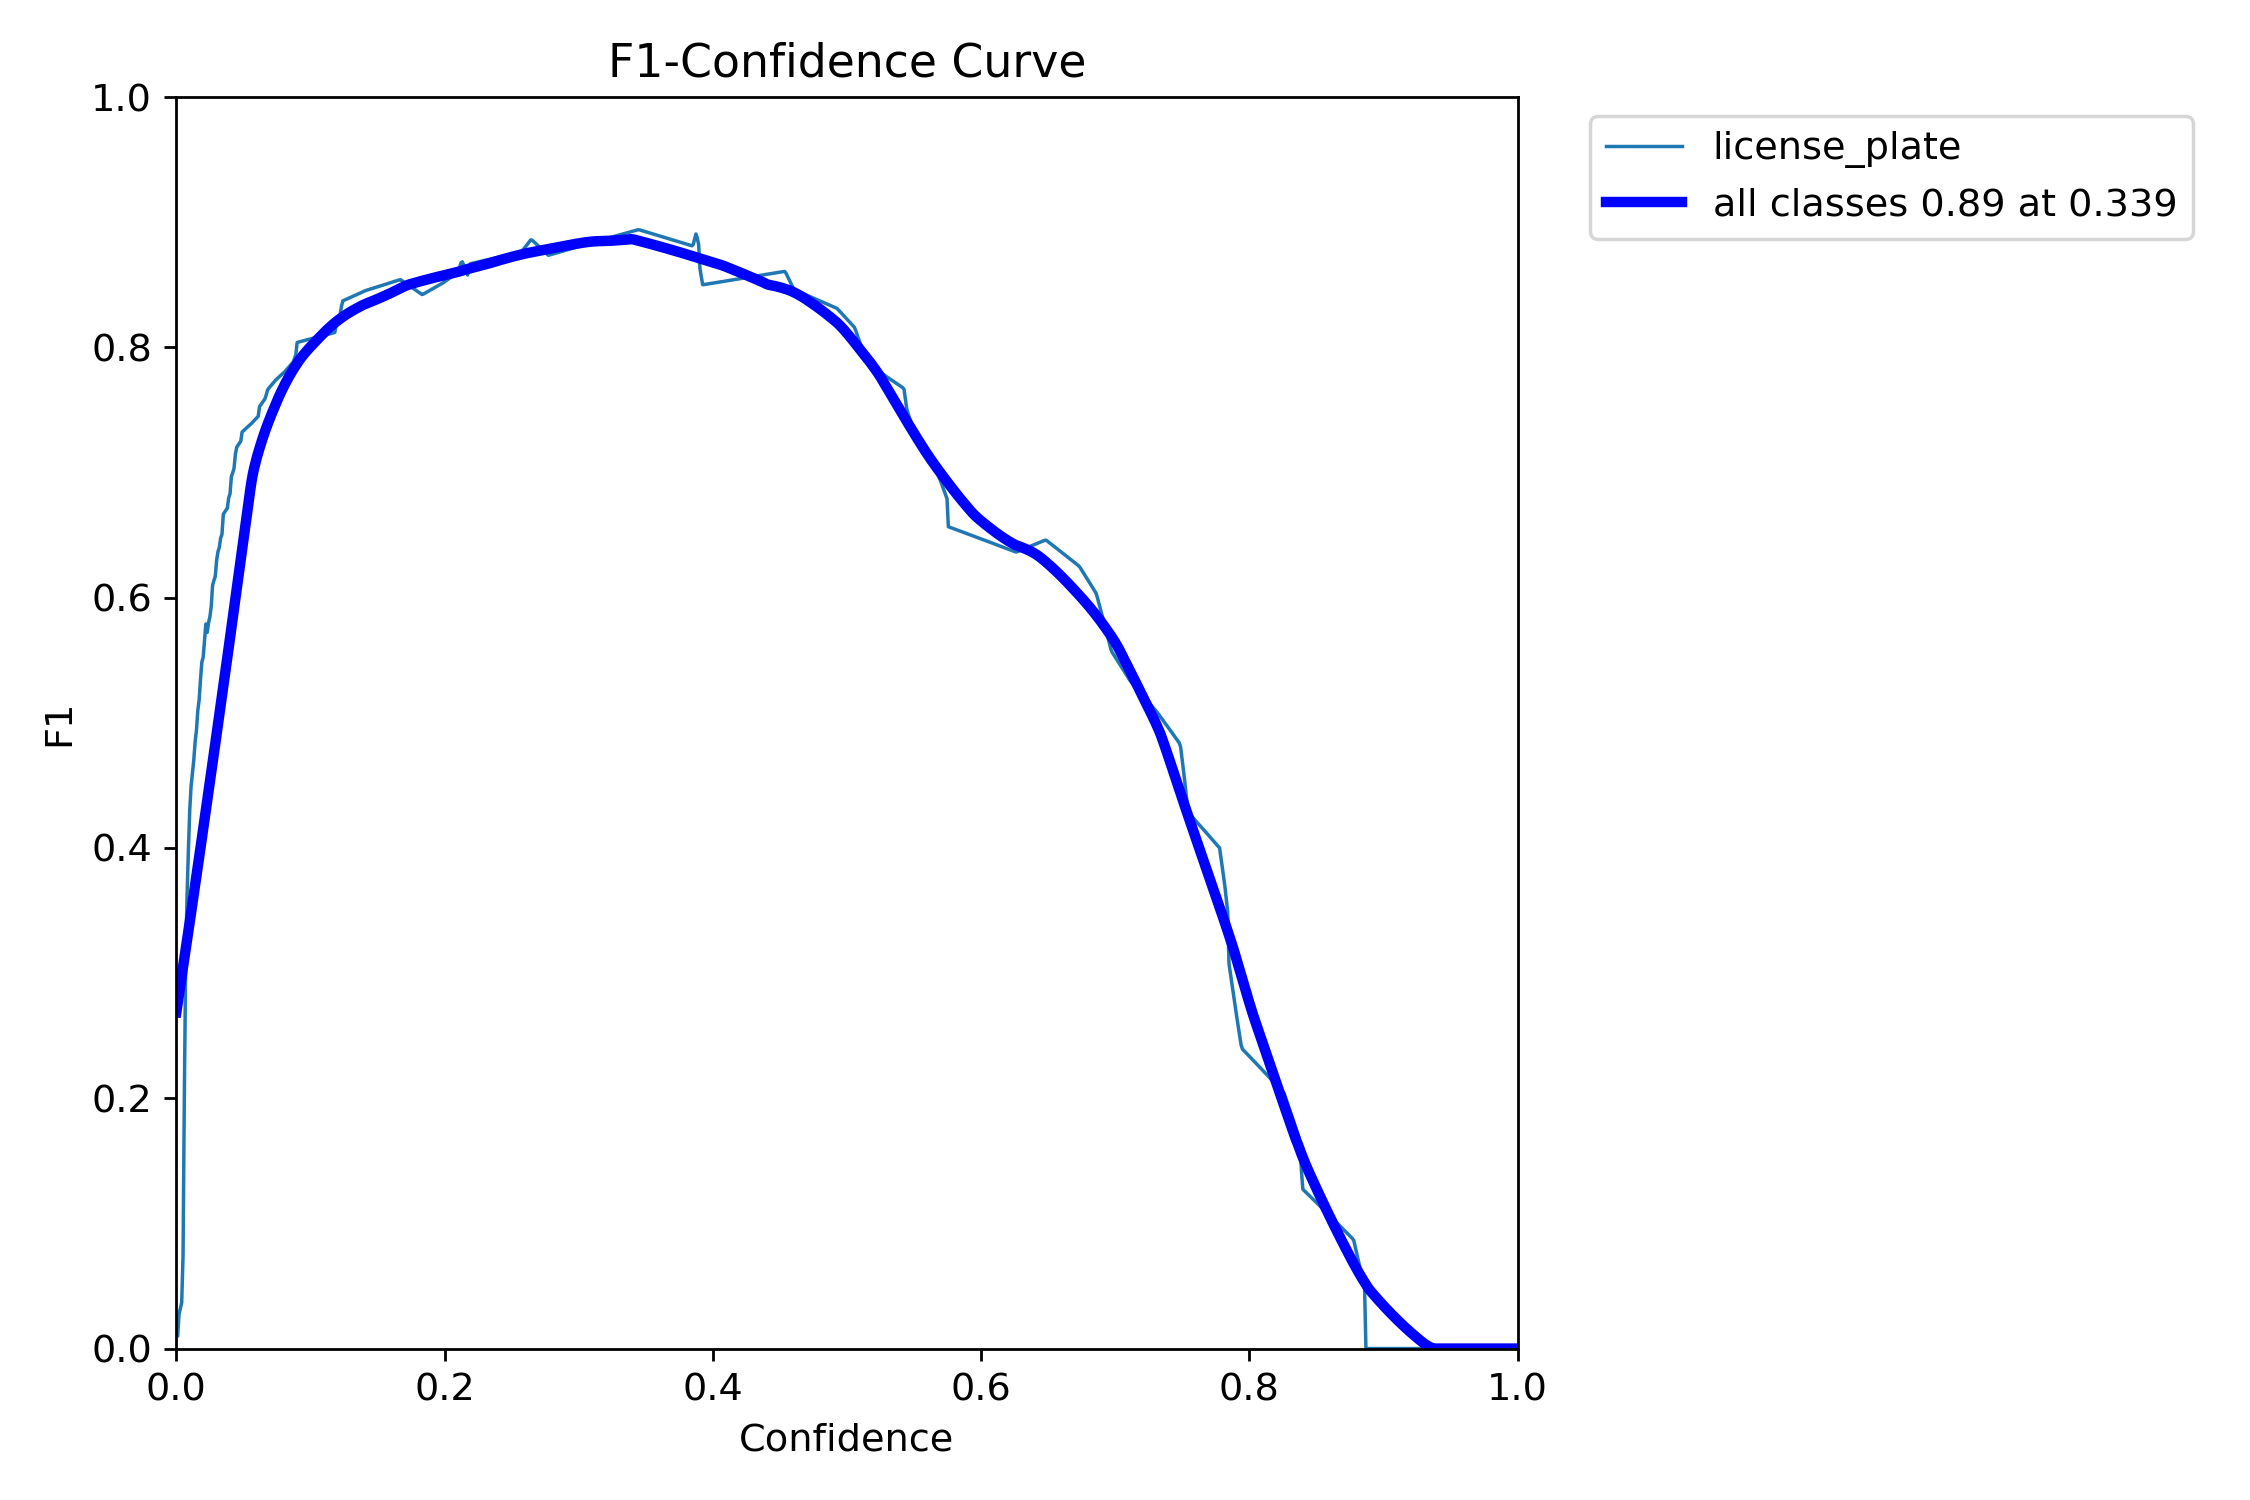 F1-Confidence Curve
license_plate
all classes 0.89 at 0.339
1.0
0.8
0.6
0.4
0.2
0.0
F1
0.0 0.2 0.4 0.6 0.8 1.0
Confidence